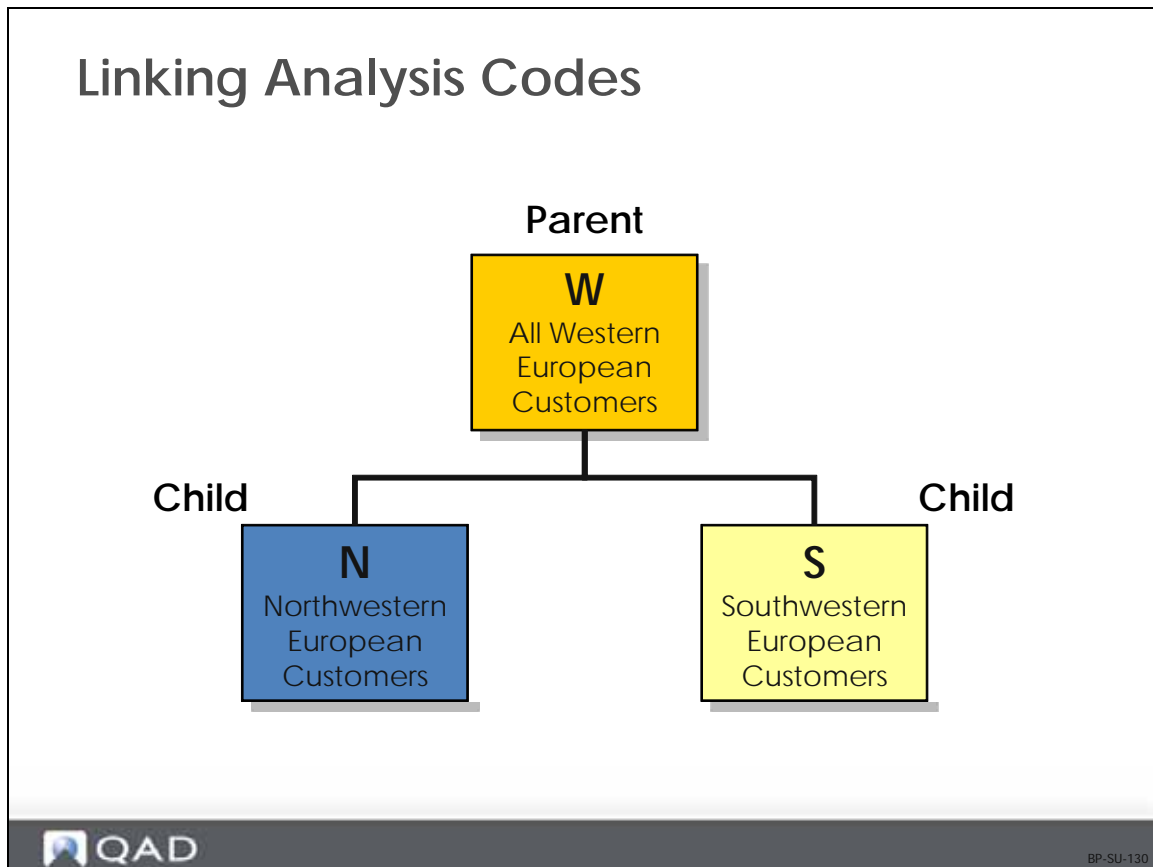 Linking Analysis Codes
Parent
W
All Western
European
Customers
Child
Child
N
Northwestern
European
Customers
S
Southwestern
European
Customers
QAD
BP-SU-130